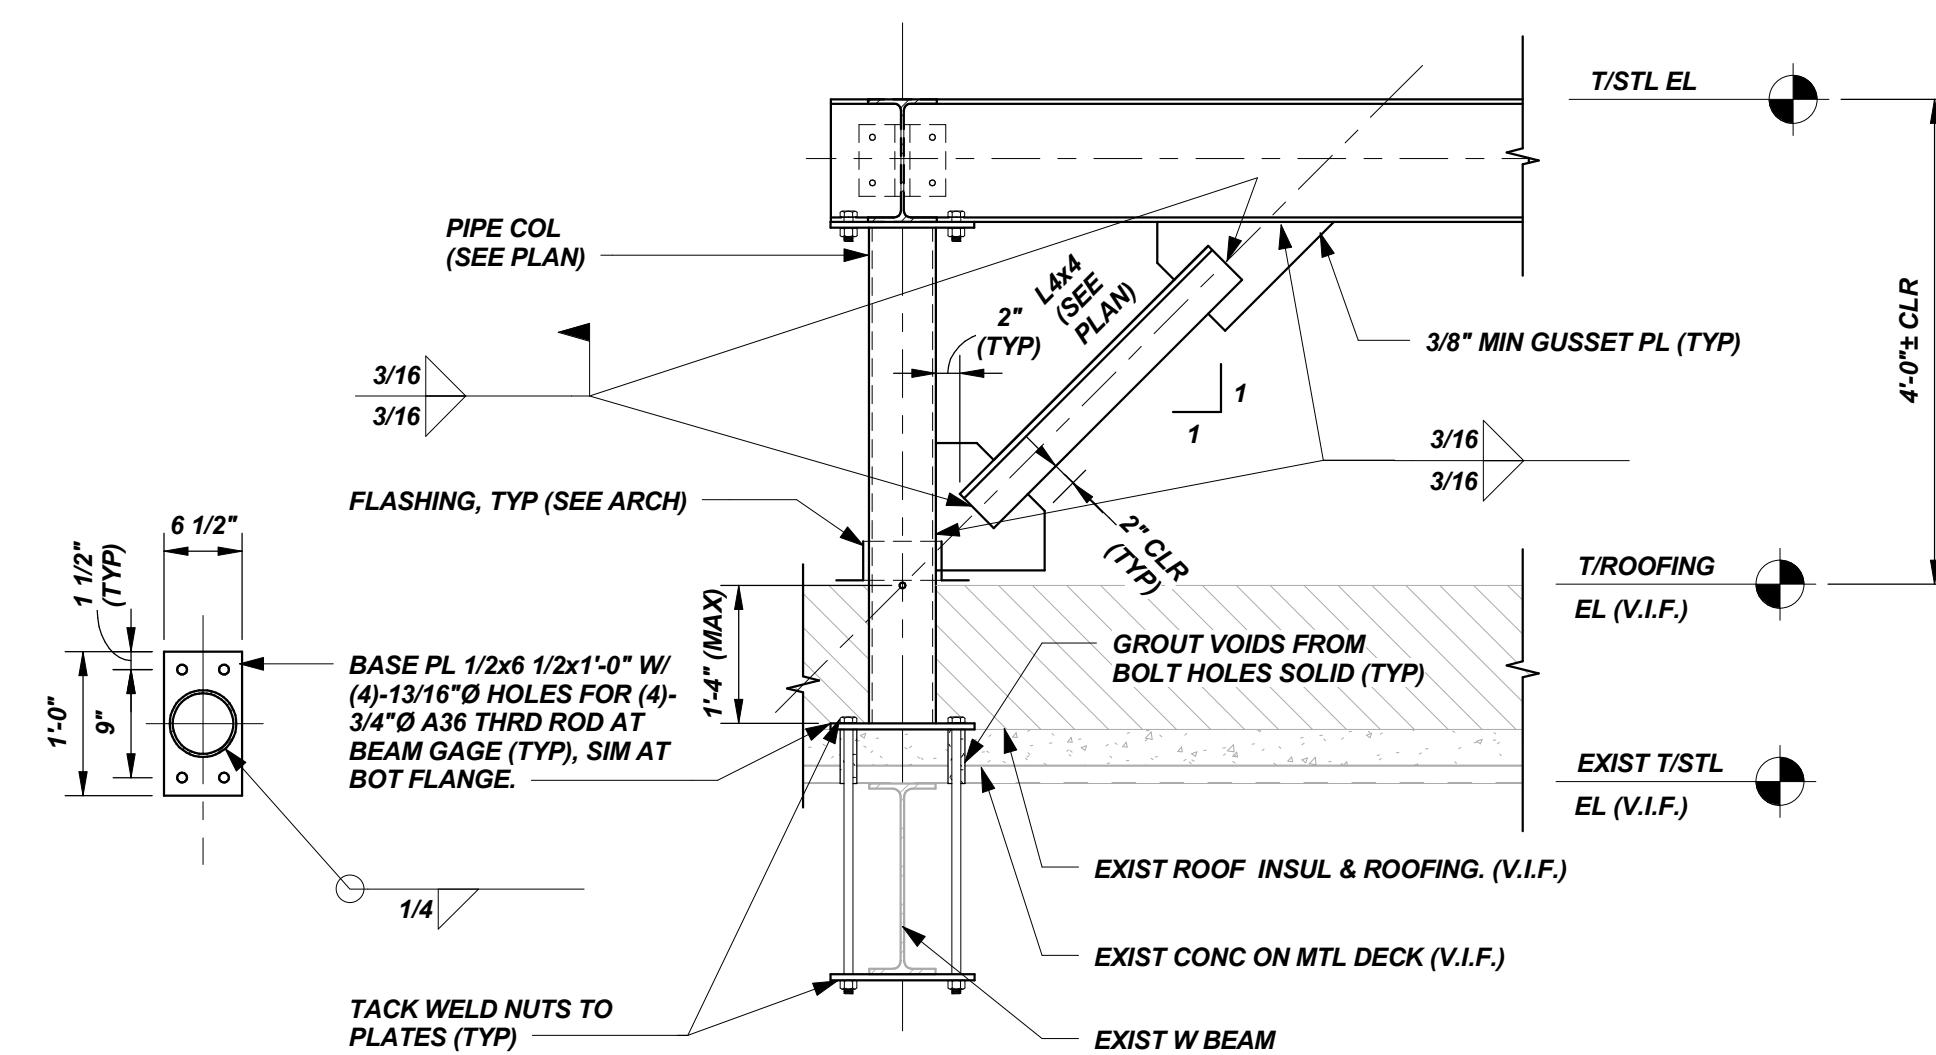 T/STL EL
PIPE COL
(SEE PLAN)
L4x4
(SEE
PLAN)
2"
(TYP)
4'-0"± CLR
3/8" MIN GUSSET PL (TYP)
1
1
3/16
3/16
3/16
3/16
FLASHING, TYP (SEE ARCH)
2" CLR
(TYP)
6 1/2"
1 1/2"
(TYP)
1'-0"
9"
T/ROOFING
EL (V.I.F.)
1'-4" (MAX)
GROUT VOIDS FROM
BOLT HOLES SOLID (TYP)
BASE PL 1/2x6 1/2x1'-0" W/
(4)-13/16"Ø HOLES FOR (4)-
3/4"Ø A36 THRD ROD AT
BEAM GAGE (TYP), SIM AT
BOT FLANGE.
EXIST T/STL
EL (V.I.F.)
1/4
EXIST ROOF INSUL & ROOFING. (V.I.F.)
EXIST CONC ON MTL DECK (V.I.F.)
TACK WELD NUTS TO
PLATES (TYP)
EXIST W BEAM